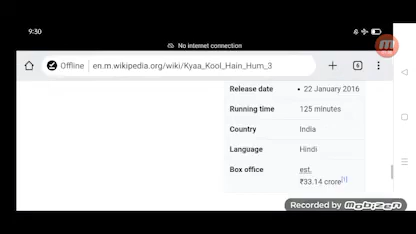 9:30
No internet connection
Offline en.m.wikipedia.org/wiki/Kyaa_Kool_Hain_Hum_3 6
Release date • 22 January 2016
Running time 125 minutes
Country India
Language Hindi
Box office est.
₹33.14 crore[1]
Recorded by MOBIZEN